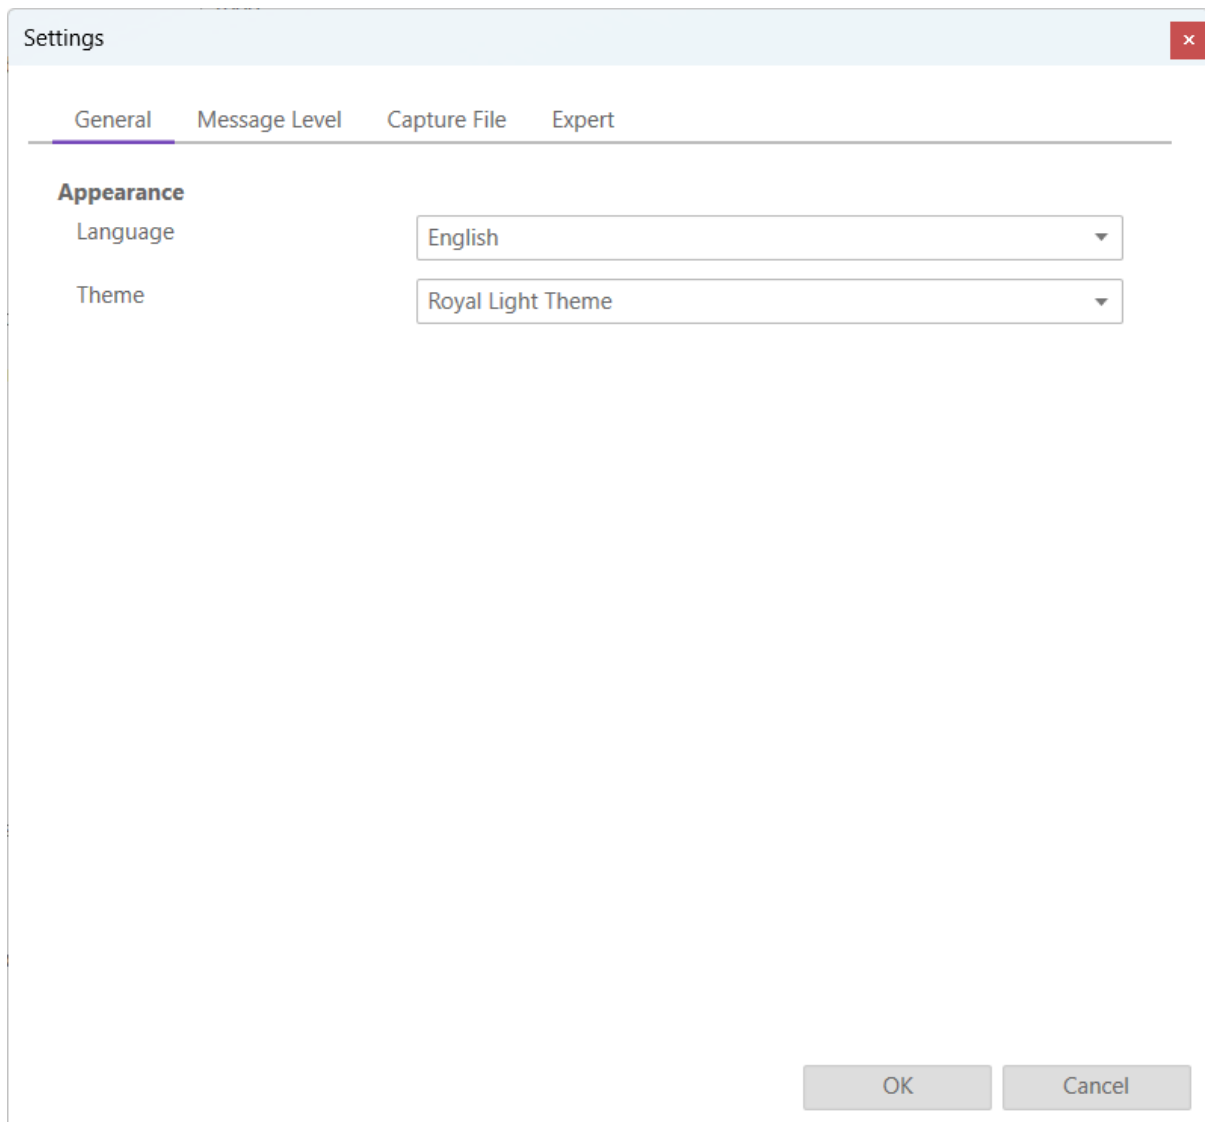 Settings
General Message Level Capture File Expert
Appearance
Language English
Theme Royal Light Theme
OK Cancel